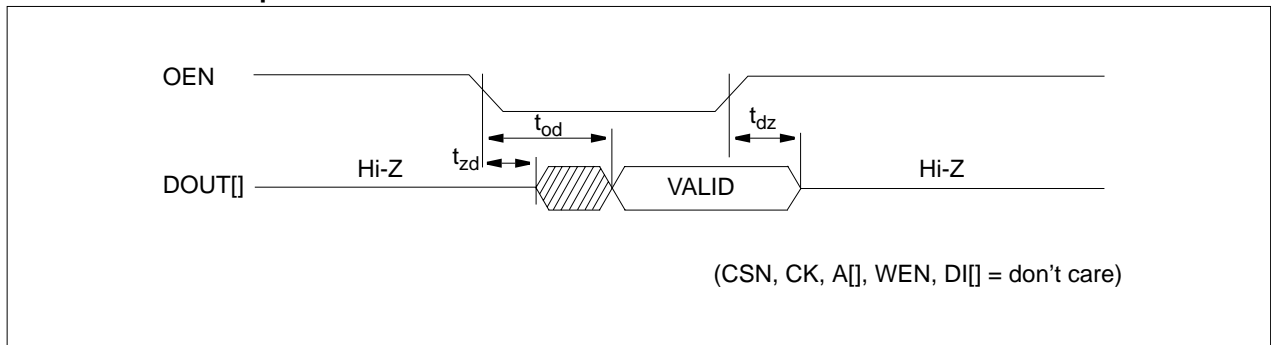 OEN
t_od
t_dz
t_zd
Hi-Z
VALID
Hi-Z
DOUT[]
(CSN, CK, A[], WEN, DI[] = don't care)